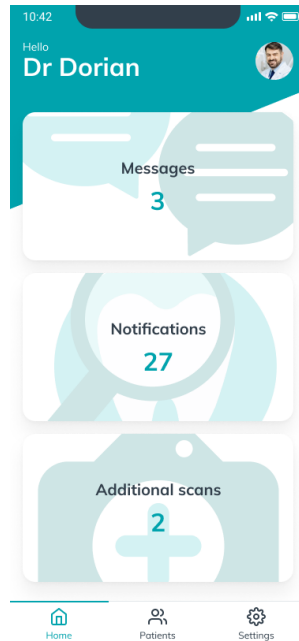 10:42
Hello
Dr Dorian
Messages
3
Notifications
27
Additional scans
2
Home Patients Settings